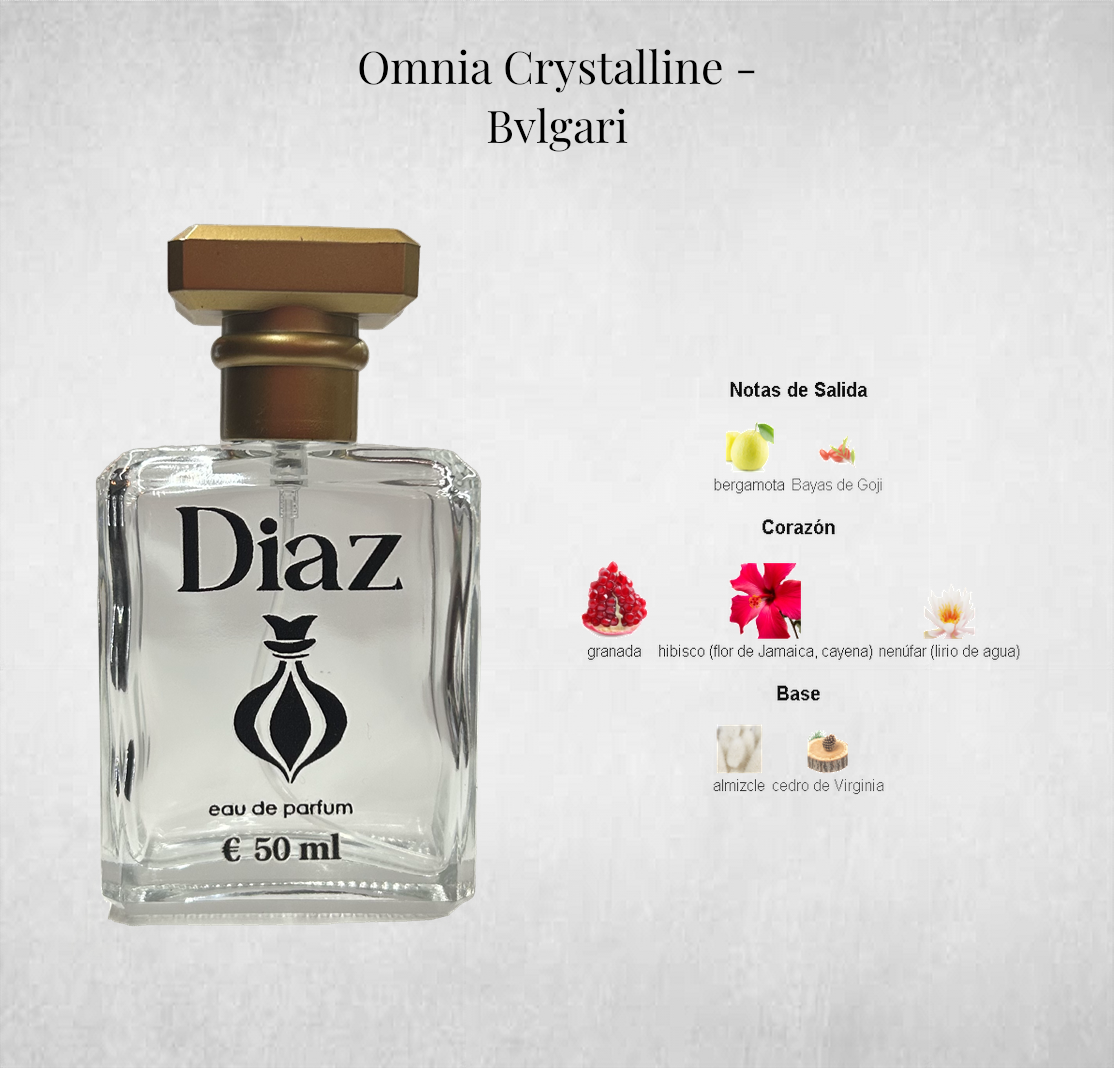 Omnia Crystalline -
Bvlgari
Diaz
eau de parfum
€ 50 ml
Notas de Salida
bergamota Bayas de Goji
Corazón
granada hibisco (flor de Jamaica, cayena) nenúfar (lirio de agua)
Base
almizcle cedro de Virginia